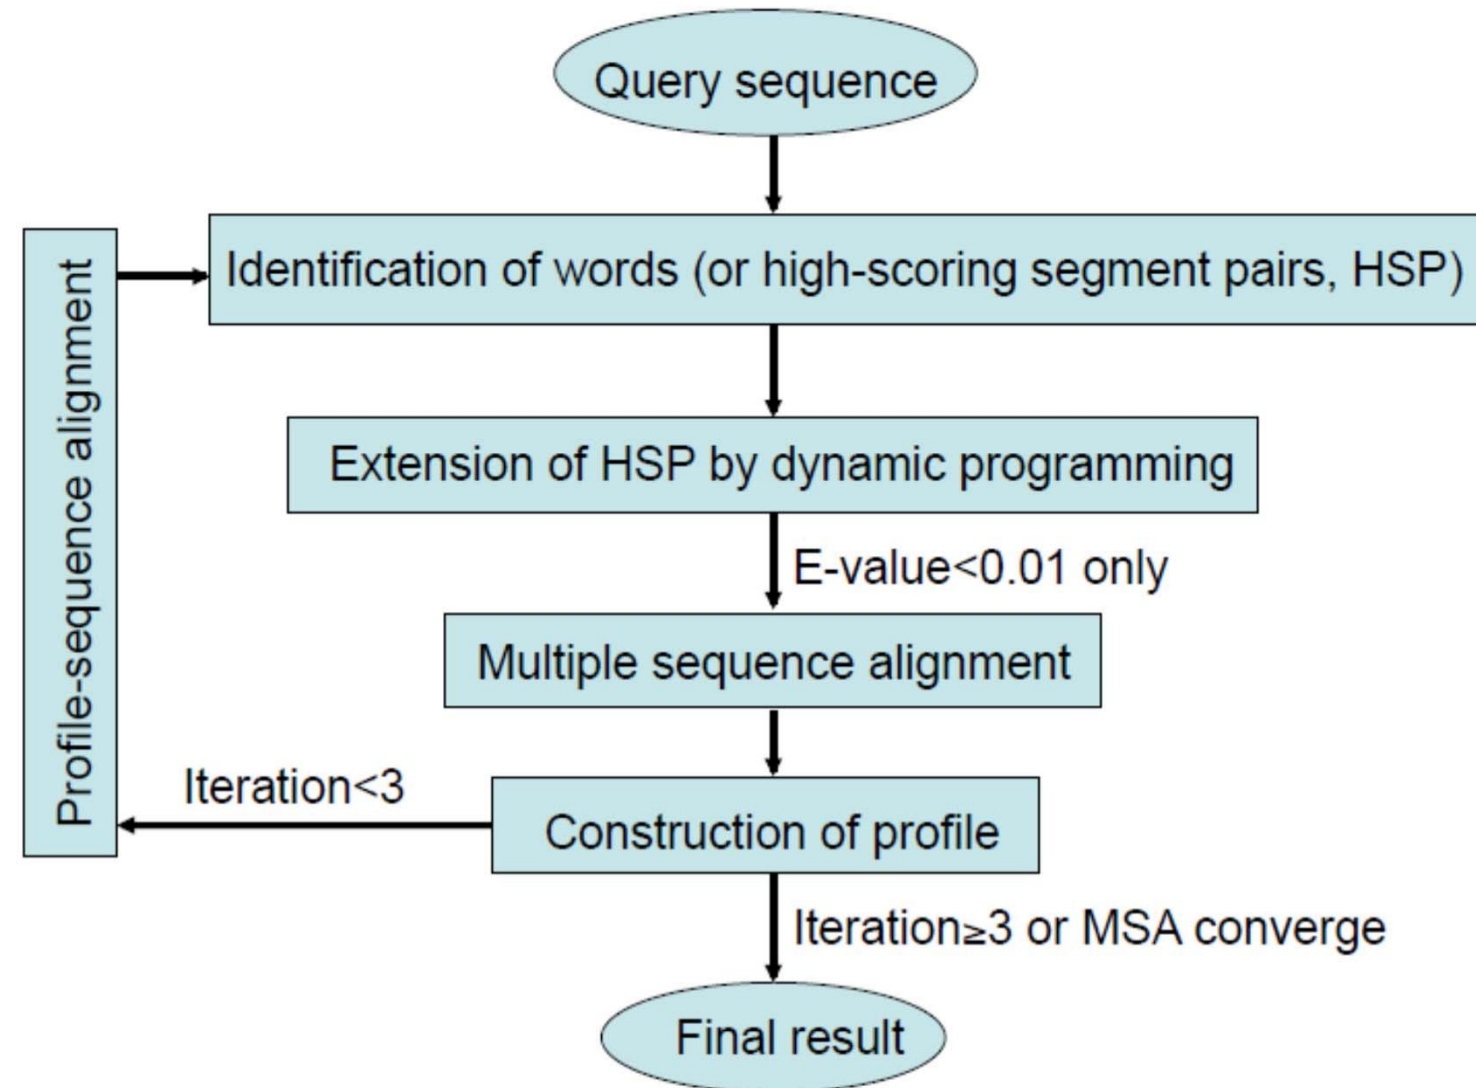 Query sequence
Identification of words (or high-scoring segment pairs, HSP)
Profile-sequence alignment
Extension of HSP by dynamic programming
E-value<0.01 only
Multiple sequence alignment
Iteration<3
Construction of profile
Iteration≥3 or MSA converge
Final result